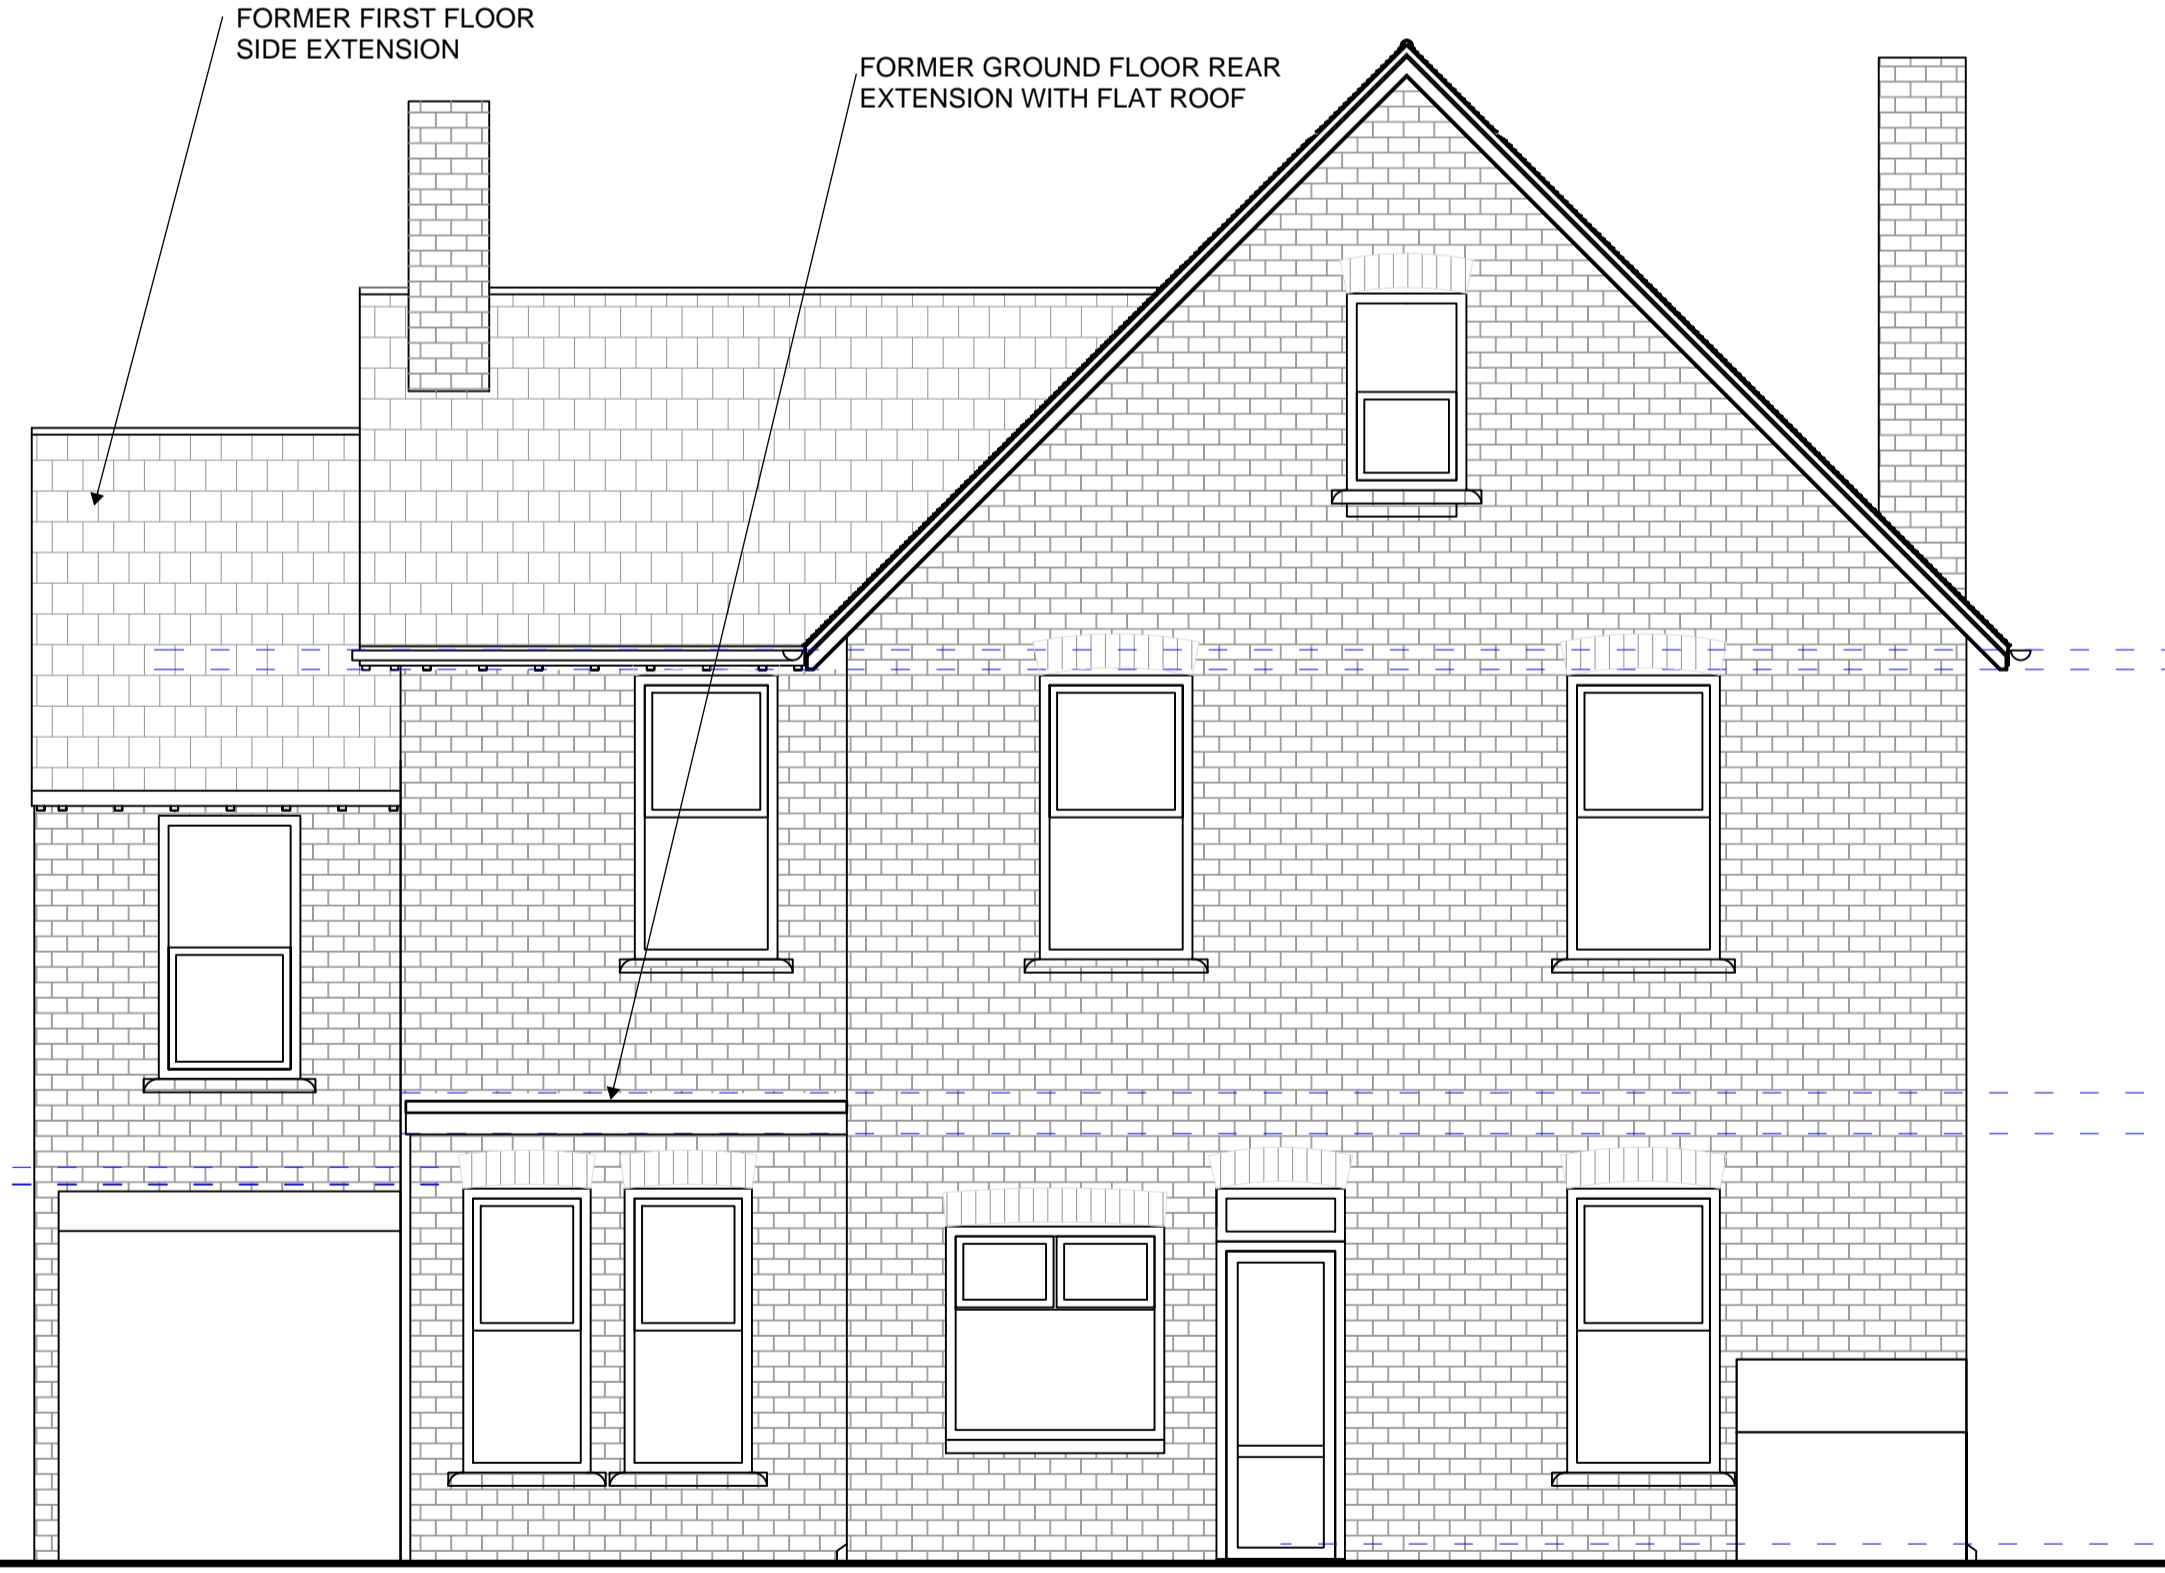 FORMER FIRST FLOOR
SIDE EXTENSION
FORMER GROUND FLOOR REAR
EXTENSION WITH FLAT ROOF